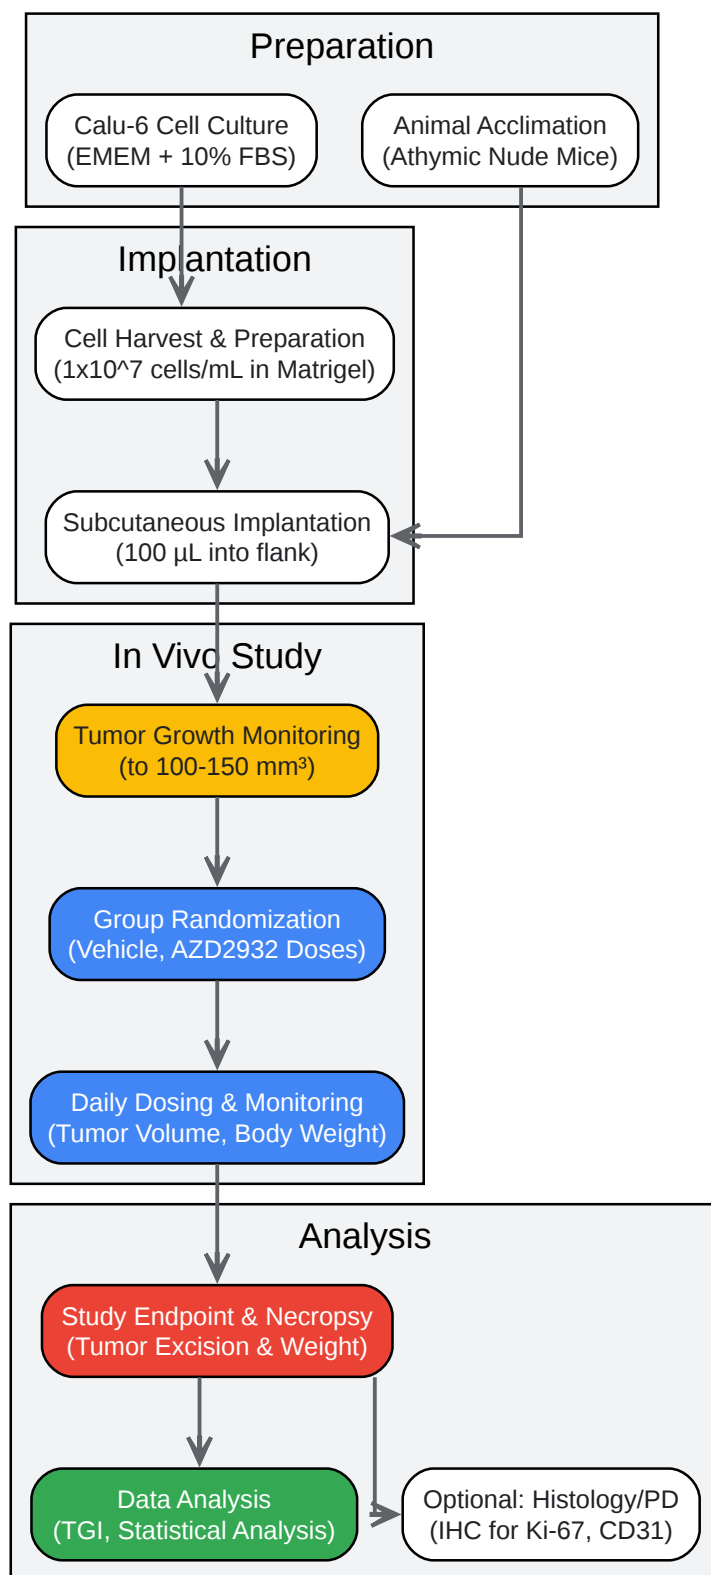 Preparation
Calu-6 Cell Culture
(EMEM + 10% FBS)
Animal Acclimation
(Athymic Nude Mice)
Implantation
Cell Harvest & Preparation
(1x10^7 cells/mL in Matrigel)
Subcutaneous Implantation
(100 µL into flank)
In Vivo Study
Tumor Growth Monitoring
(to 100-150 mm³)
Group Randomization
(Vehicle, AZD2932 Doses)
Daily Dosing & Monitoring
(Tumor Volume, Body Weight)
Analysis
Study Endpoint & Necropsy
(Tumor Excision & Weight)
Data Analysis
(TGI, Statistical Analysis)
Optional: Histology/PD
(IHC for Ki-67, CD31)